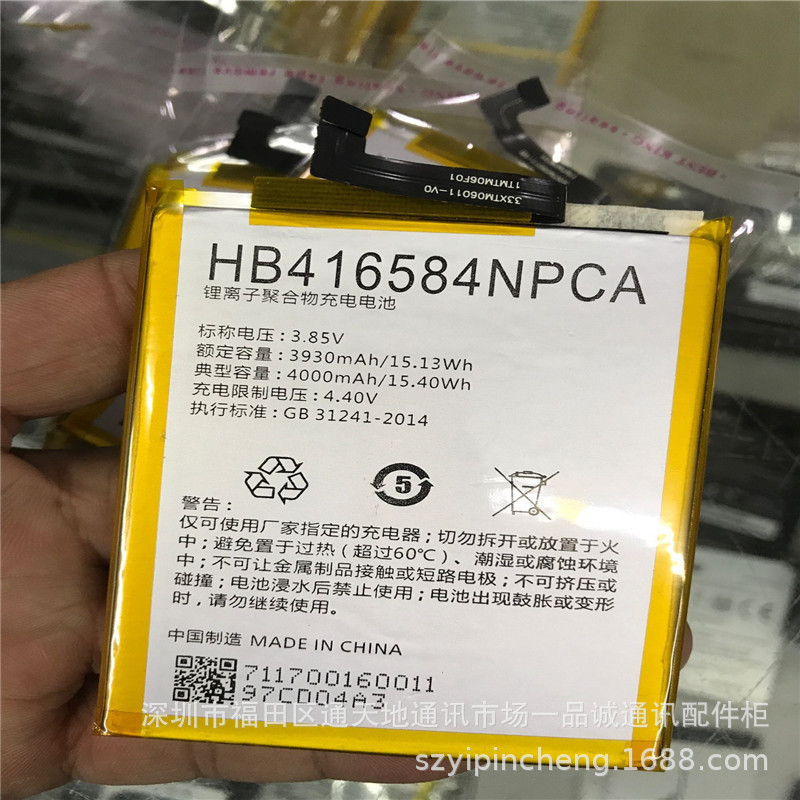 BENT KING
33XTM06011-V0
1TMTM06F01
HB416584NPCA
锂离子聚合物充电电池
标称电压: 3.85V
额定容量: 3930mAh/15.13Wh
典型容量: 4000mAh/15.40Wh
充电限制电压: 4.40V
执行标准: GB 31241-2014
5
警告:
仅可使用厂家指定的充电器; 切勿拆开或放置于火
中; 避免置于过热 (超过60℃)、潮湿或腐蚀环境
中; 不可让金属制品接触或短路电极; 不可挤压或
碰撞; 电池浸水后禁止使用; 电池出现鼓胀或变形
时, 请勿继续使用。
中国制造 MADE IN CHINA
711700160011
97CD04A3
深圳市福田区通天地通讯市场一品诚通讯配件柜
szyipincheng.1688.com